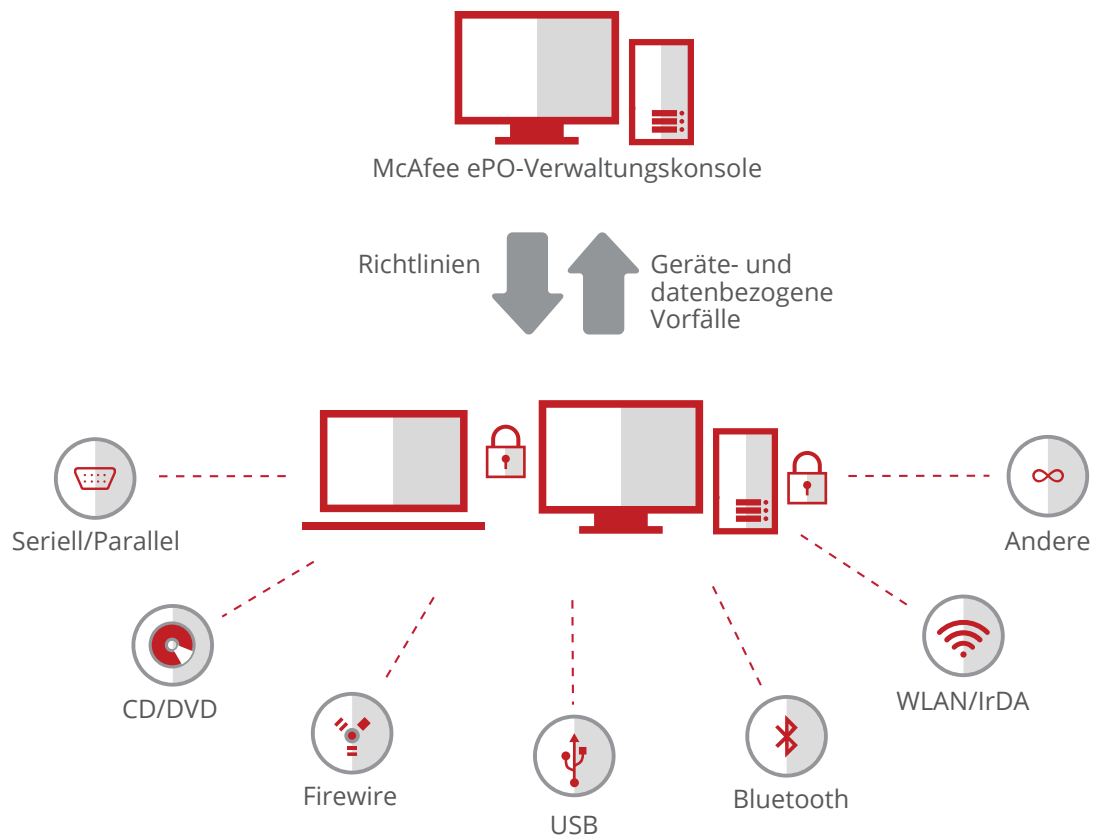 McAfee ePO-Verwaltungskonsole
Richtlinien
Geräte- und
datenbezogene
Vorfälle
Seriell/Parallel
Andere
CD/DVD
WLAN/IrDA
Firewire
Bluetooth
USB